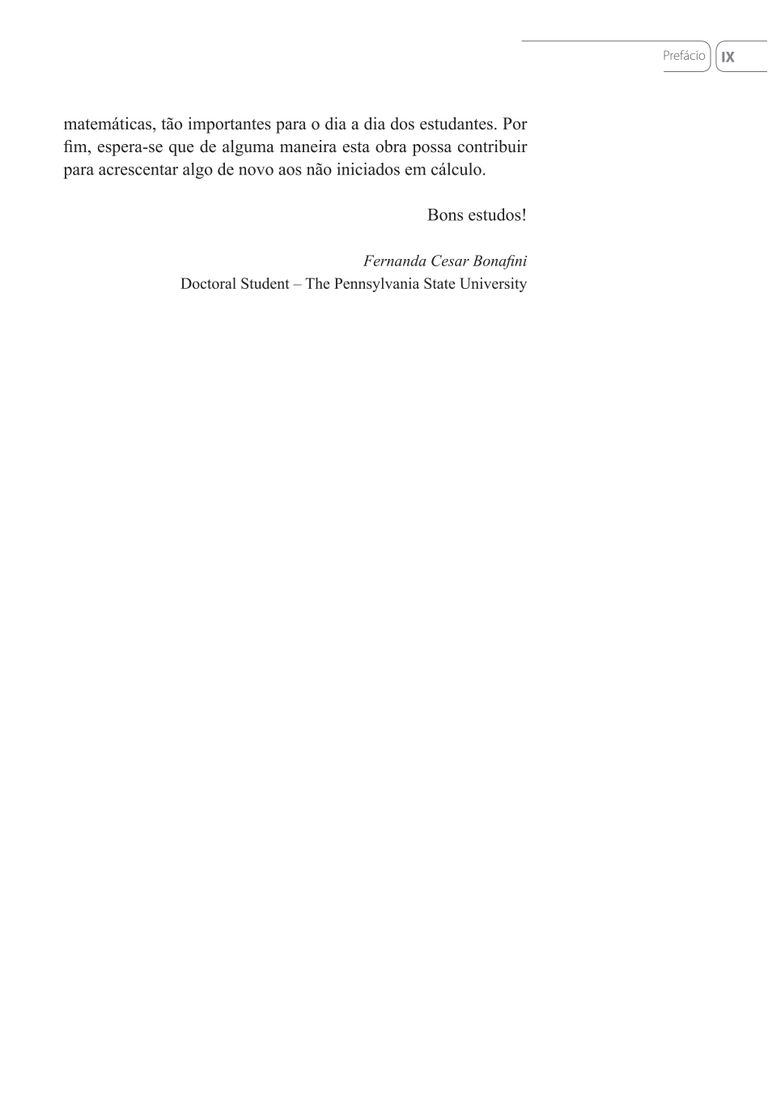 Prefácio IX
matemáticas, tão importantes para o dia a dia dos estudantes. Por
fim, espera-se que de alguma maneira esta obra possa contribuir
para acrescentar algo de novo aos não iniciados em cálculo.
Bons estudos!
Fernanda Cesar Bonafini
Doctoral Student – The Pennsylvania State University